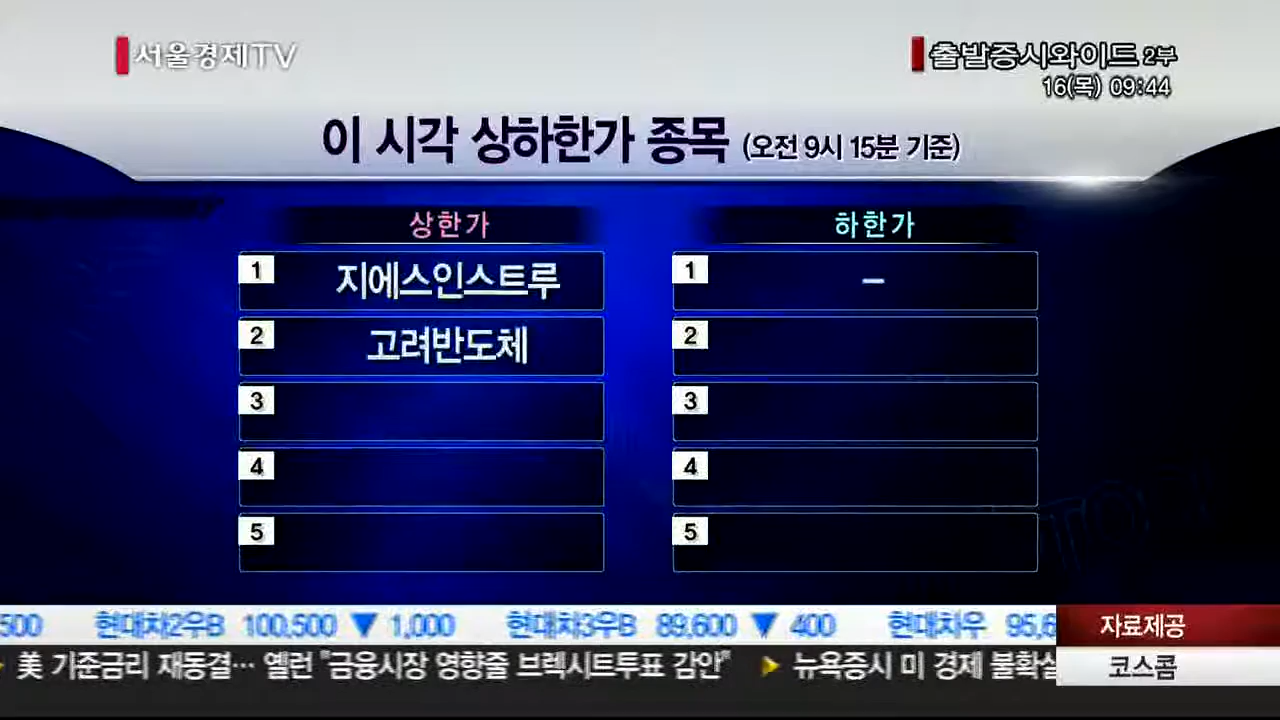 서울경제TV
출발증시와이드 2부
16(목) 09:44
이 시각 상하한가 종목 (오전 9시 15분 기준)
상한가 하한가
1 지에스인스트루 1 –
2 고려반도체 2
3 3
4 4
5 5
500 현대차2우B 100,500 ▼ 1,000 현대차3우B 89,600 ▼ 400 현대차우 95,6
자료제공
美 기준금리 재동결… 옐런 "금융시장 영향줄 브렉시트투표 감안" ▶ 뉴욕증시 미 경제 불확실
코스콤